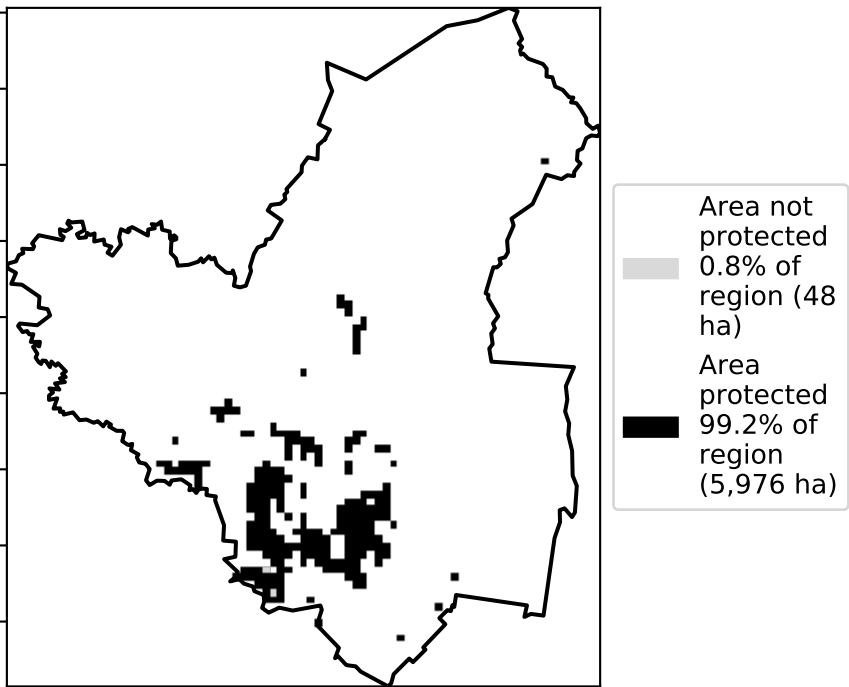 Area not
protected
0.8% of
region (48
ha)
Area
protected
99.2% of
region
(5,976 ha)